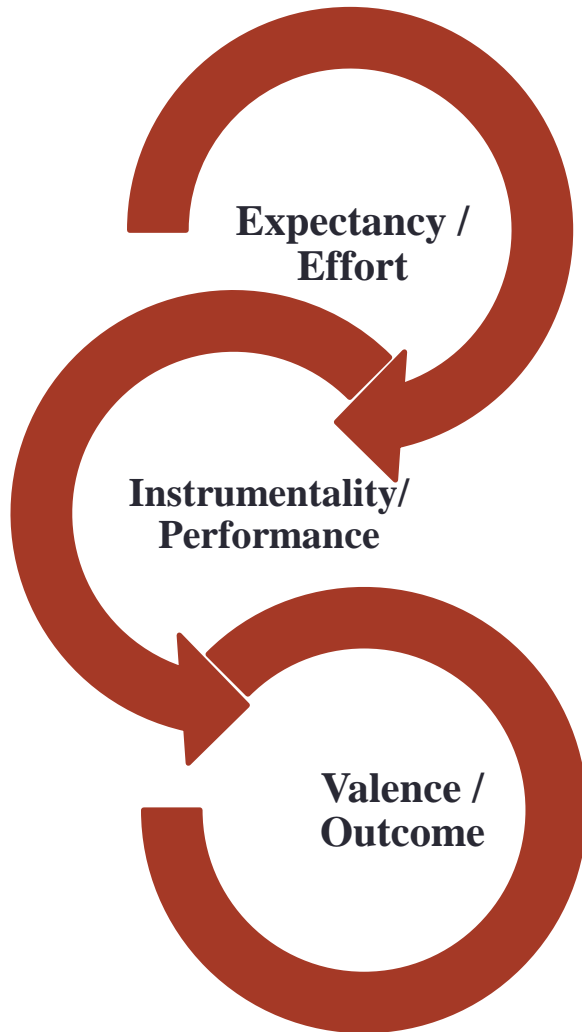 Expectancy /
Effort
Instrumentality/
Performance
Valence /
Outcome